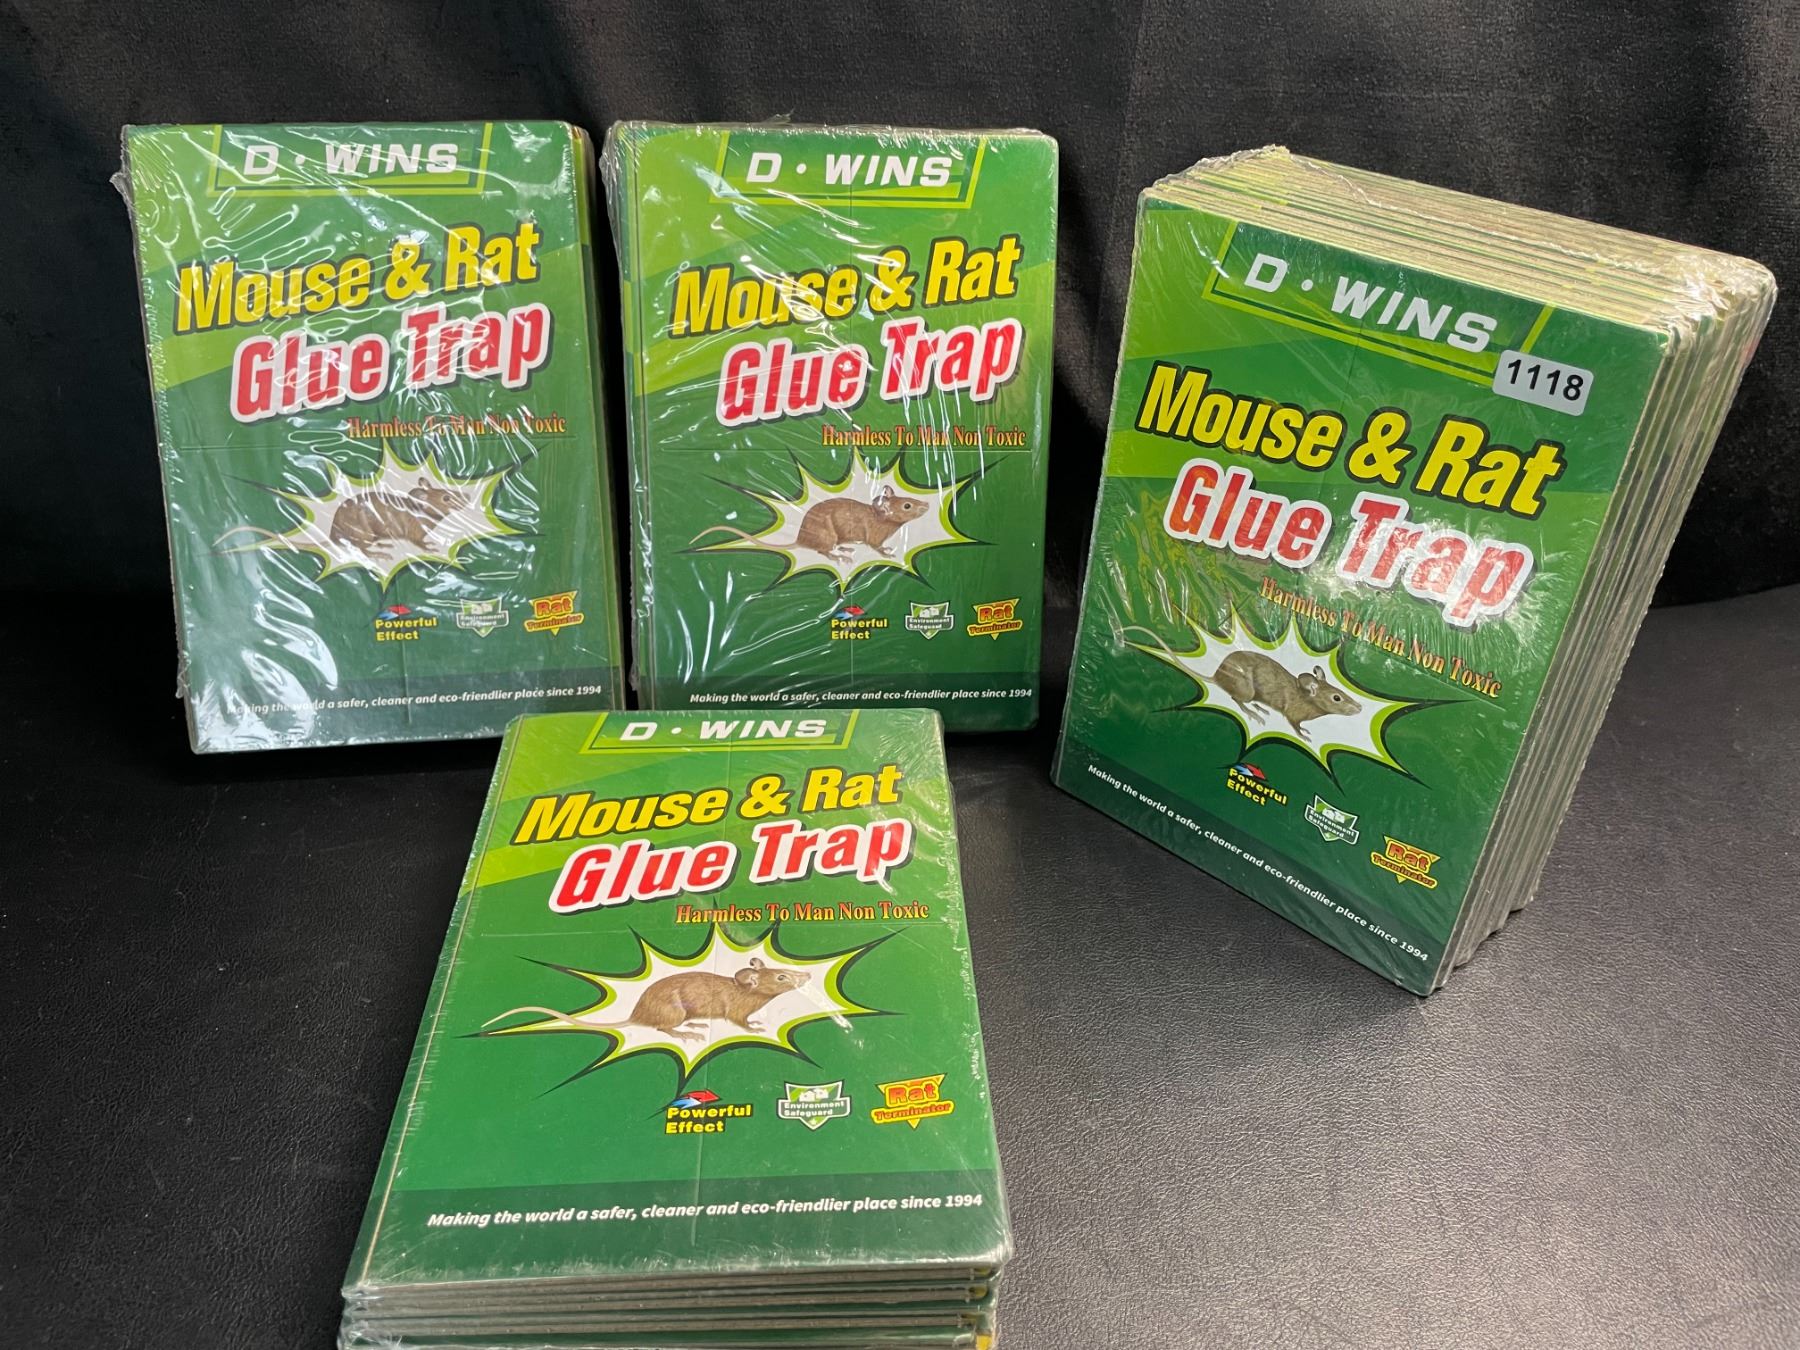 D · WINS
Mouse & Rat
Glue Trap
Harmless To Man Non Toxic
Powerful
Effect
Environment
Safeguard
Rat
Terminator
Making the world a safer, cleaner and eco-friendlier place since 1994
D · WINS
Mouse & Rat
Glue Trap
Harmless To Man Non Toxic
Powerful
Effect
Environment
Safeguard
Rat
Terminator
Making the world a safer, cleaner and eco-friendlier place since 1994
D · WINS
1118
Mouse & Rat
Glue Trap
Harmless To Man Non Toxic
Powerful
Effect
Environment
Safeguard
Rat
Terminator
Making the world a safer, cleaner and eco-friendlier place since 1994
D · WINS
Mouse & Rat
Glue Trap
Harmless To Man Non Toxic
Powerful
Effect
Environment
Safeguard
Rat
Terminator
Making the world a safer, cleaner and eco-friendlier place since 1994